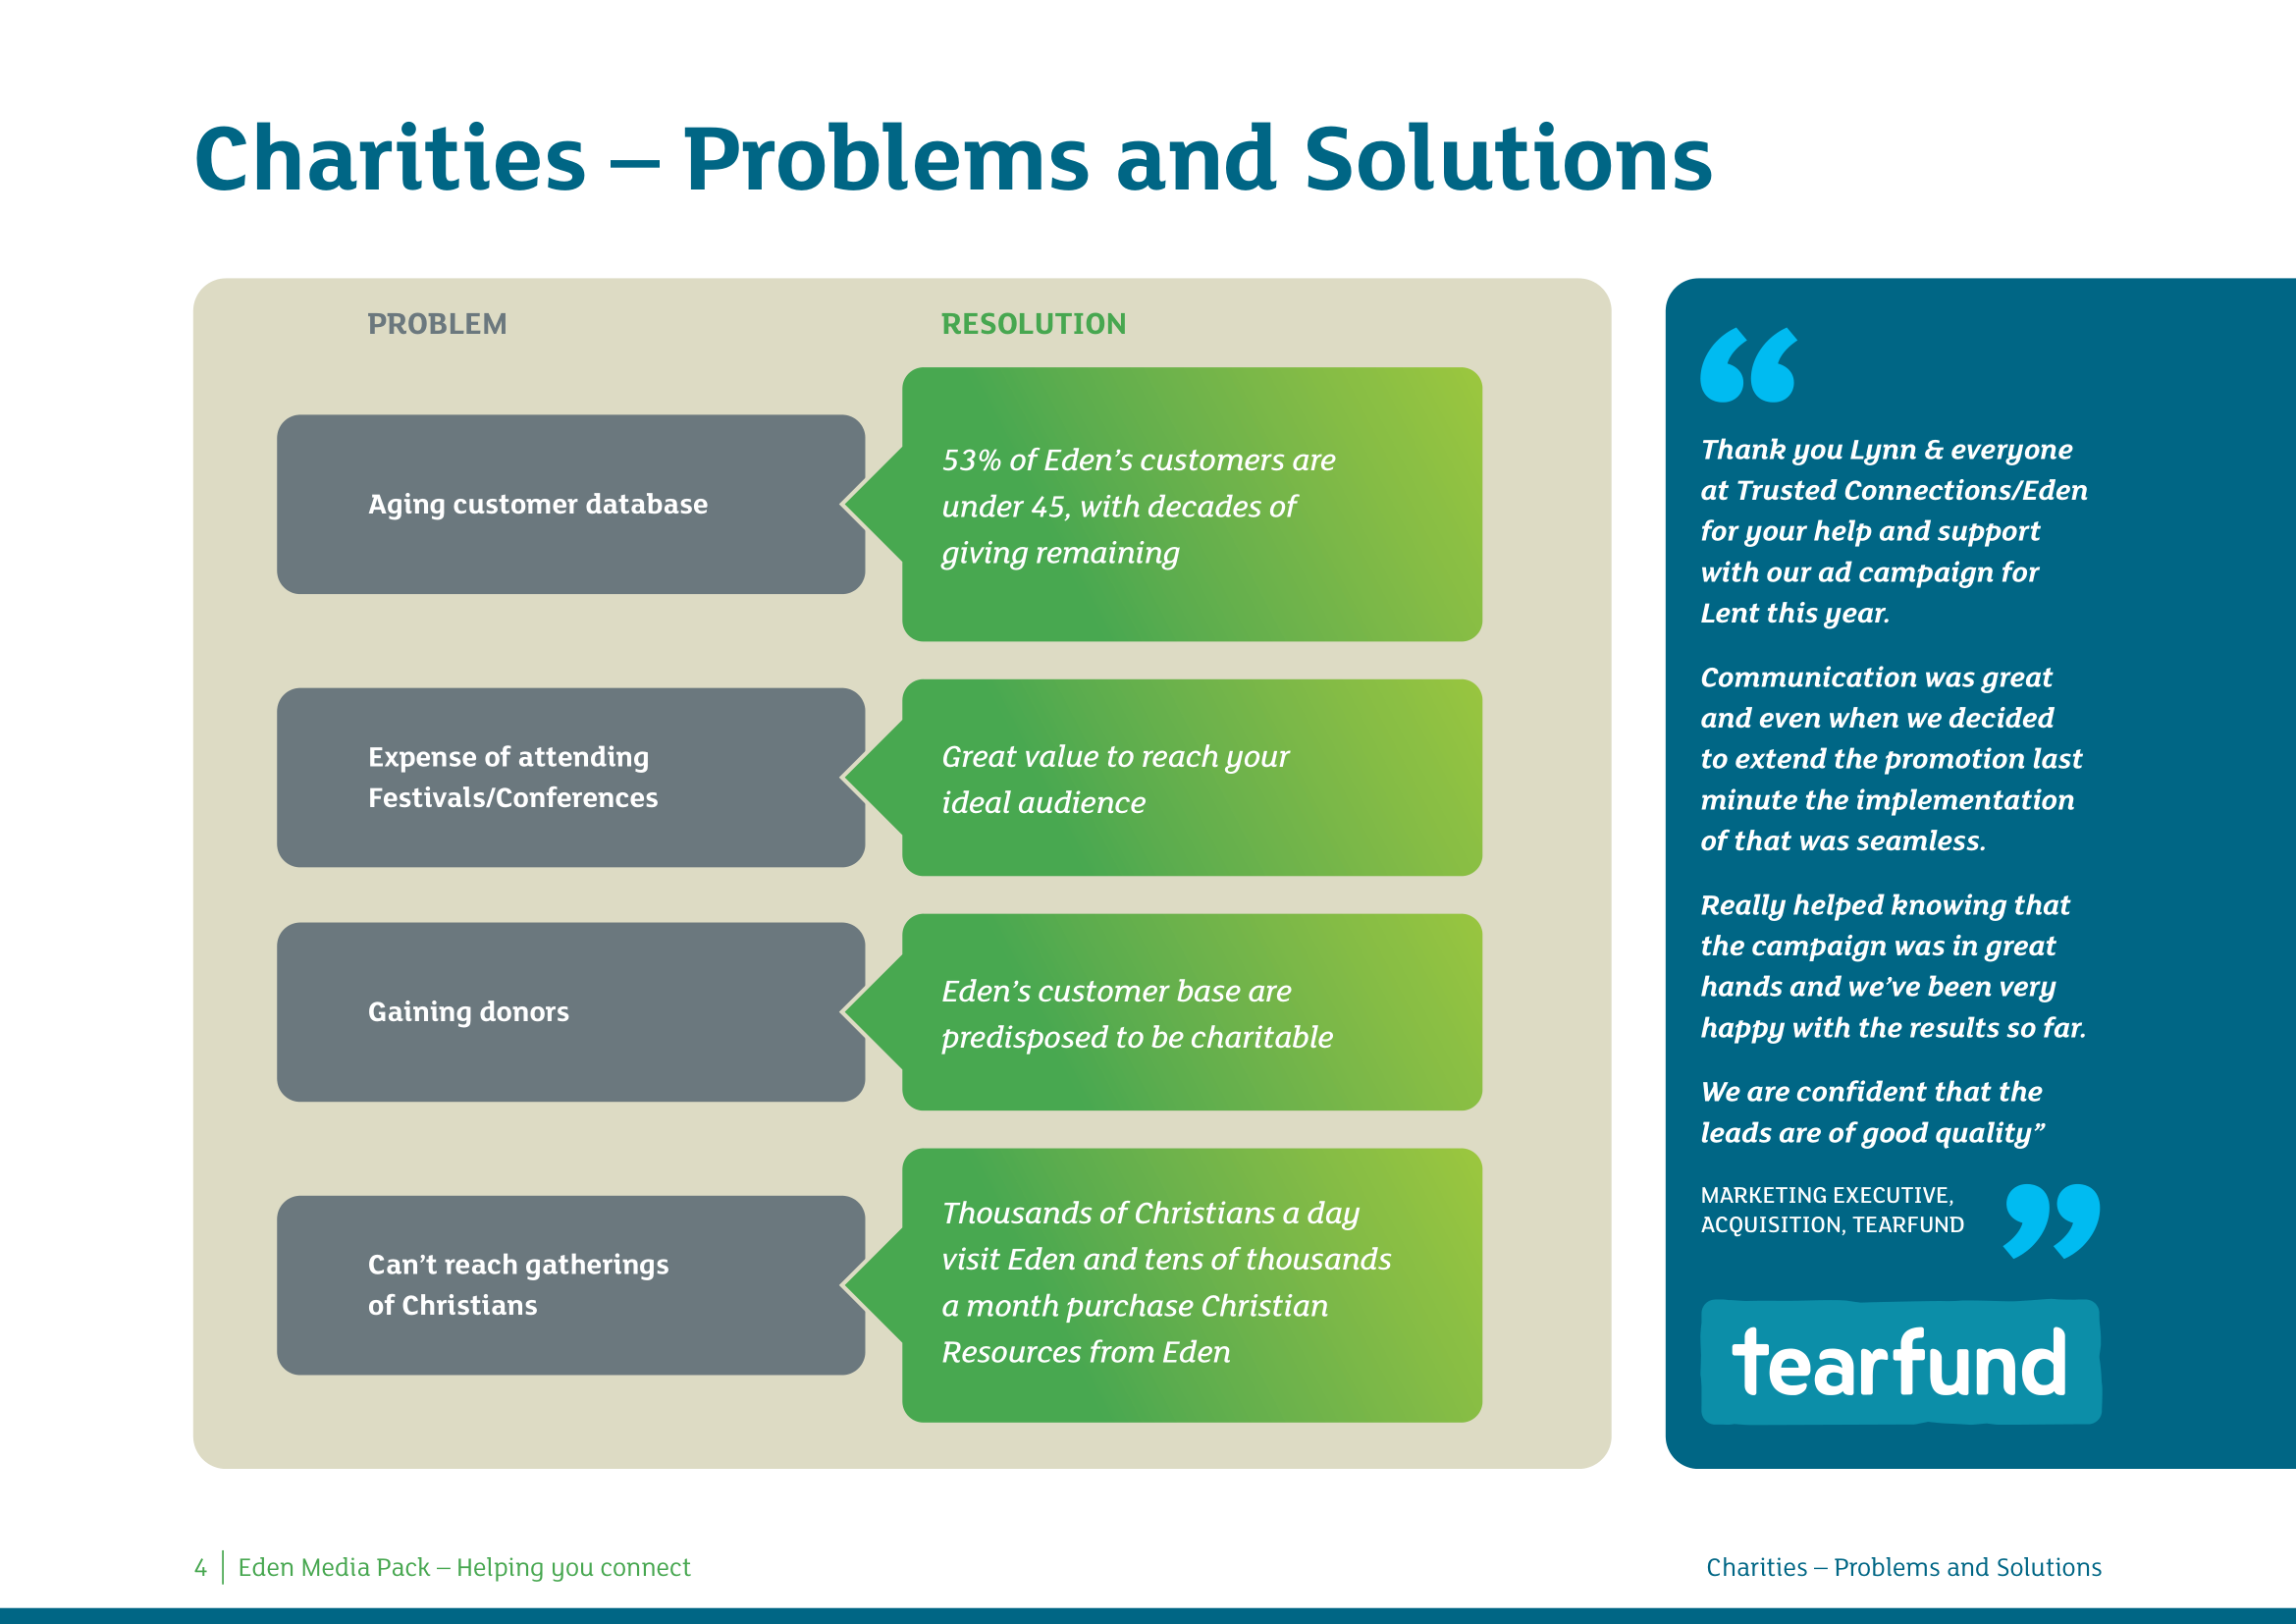 Charities – Problems and Solutions
PROBLEM
RESOLUTION
Aging customer database
53% of Eden’s customers are
under 45, with decades of
giving remaining
Expense of attending
Festivals/Conferences
Great value to reach your
ideal audience
Gaining donors
Eden’s customer base are
predisposed to be charitable
Can’t reach gatherings
of Christians
Thousands of Christians a day
visit Eden and tens of thousands
a month purchase Christian
Resources from Eden
“
Thank you Lynn & everyone
at Trusted Connections/Eden
for your help and support
with our ad campaign for
Lent this year.
Communication was great
and even when we decided
to extend the promotion last
minute the implementation
of that was seamless.
Really helped knowing that
the campaign was in great
hands and we’ve been very
happy with the results so far.
We are confident that the
leads are of good quality”
MARKETING EXECUTIVE,
ACQUISITION, TEARFUND
”
tearfund
4 | Eden Media Pack – Helping you connect
Charities – Problems and Solutions